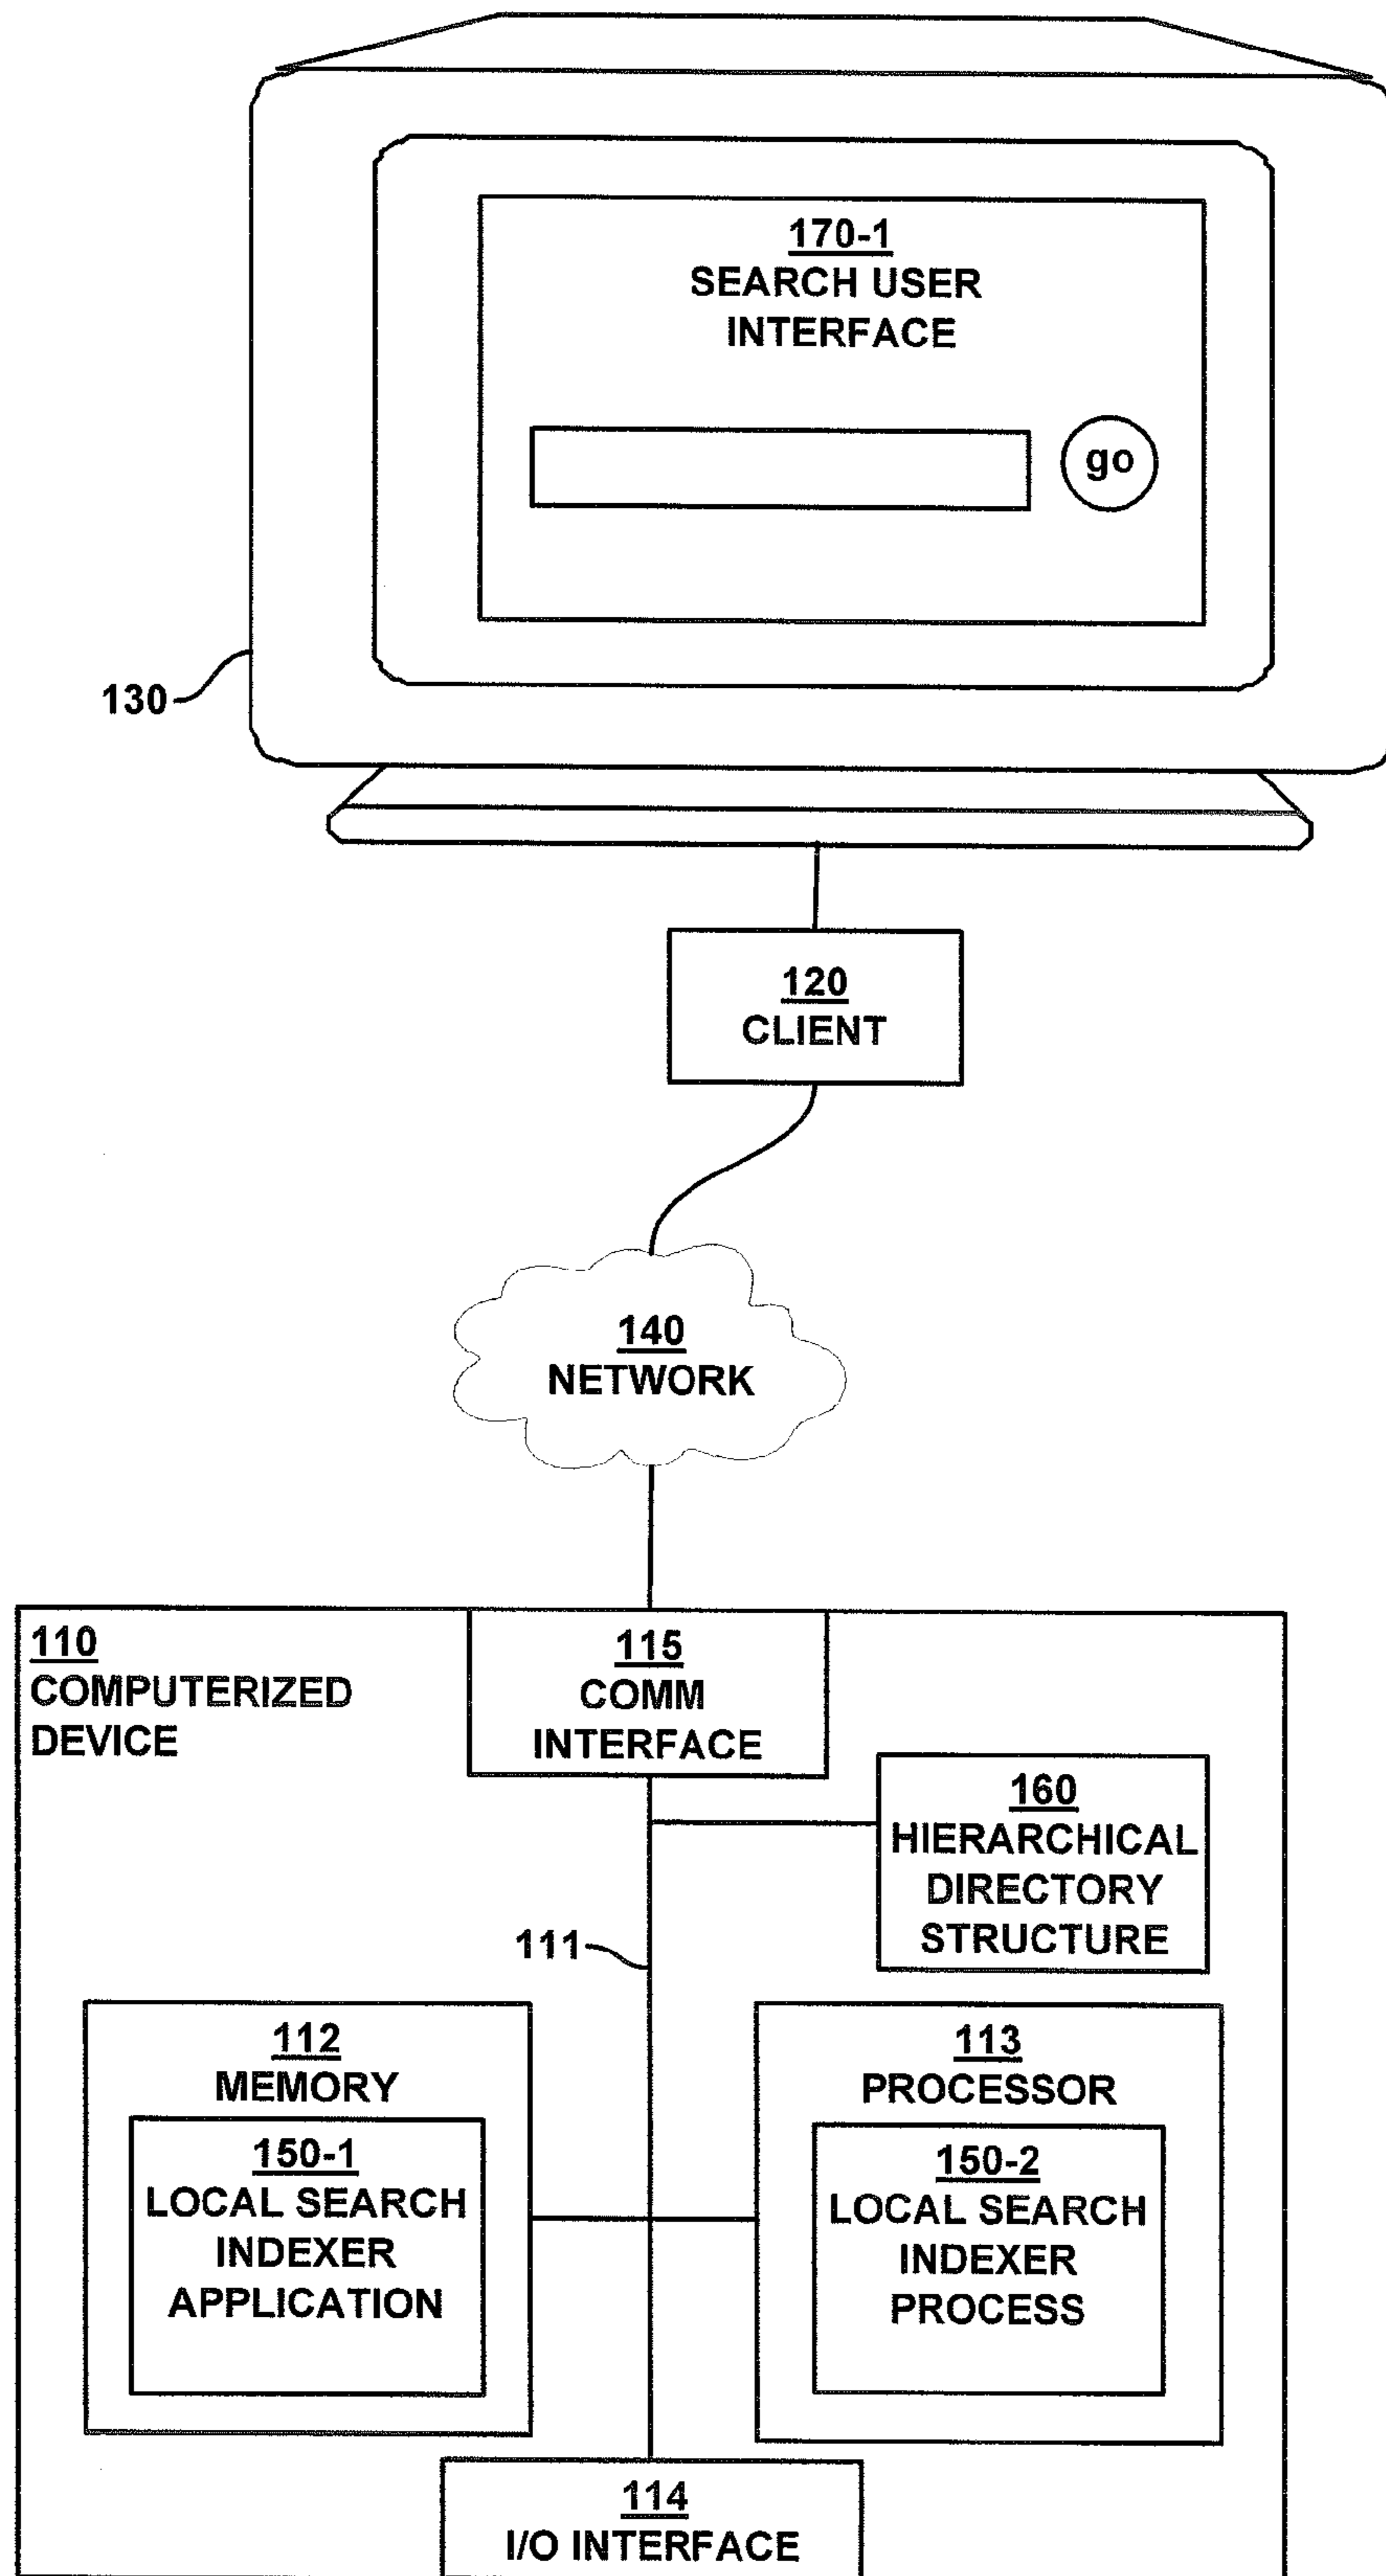 170-1
SEARCH USER
INTERFACE
go
130
120
CLIENT
140
NETWORK
110
COMPUTERIZED
DEVICE
115
COMM
INTERFACE
160
HIERARCHICAL
DIRECTORY
STRUCTURE
111
112
MEMORY
150-1
LOCAL SEARCH
INDEXER
APPLICATION
113
PROCESSOR
150-2
LOCAL SEARCH
INDEXER
PROCESS
114
I/O INTERFACE